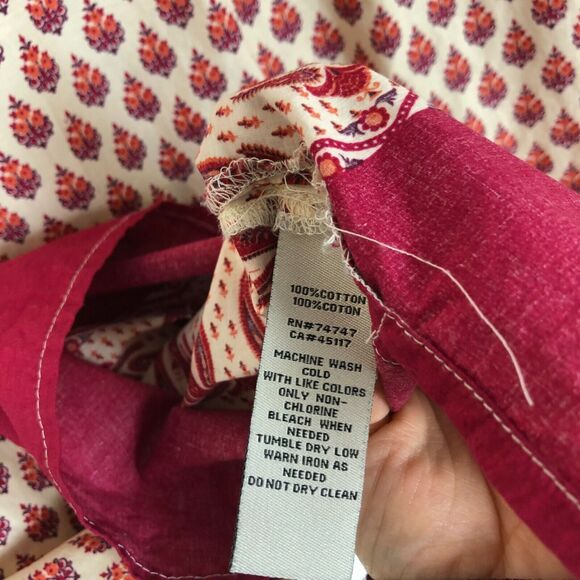 100%COTTON
100%COTON
RN#74747
CA#45117
MACHINE WASH
COLD
WITH LIKE COLORS
ONLY NON-
CHLORINE
BLEACH WHEN
NEEDED
TUMBLE DRY LOW
WARM IRON AS
NEEDED
DO NOT DRY CLEAN